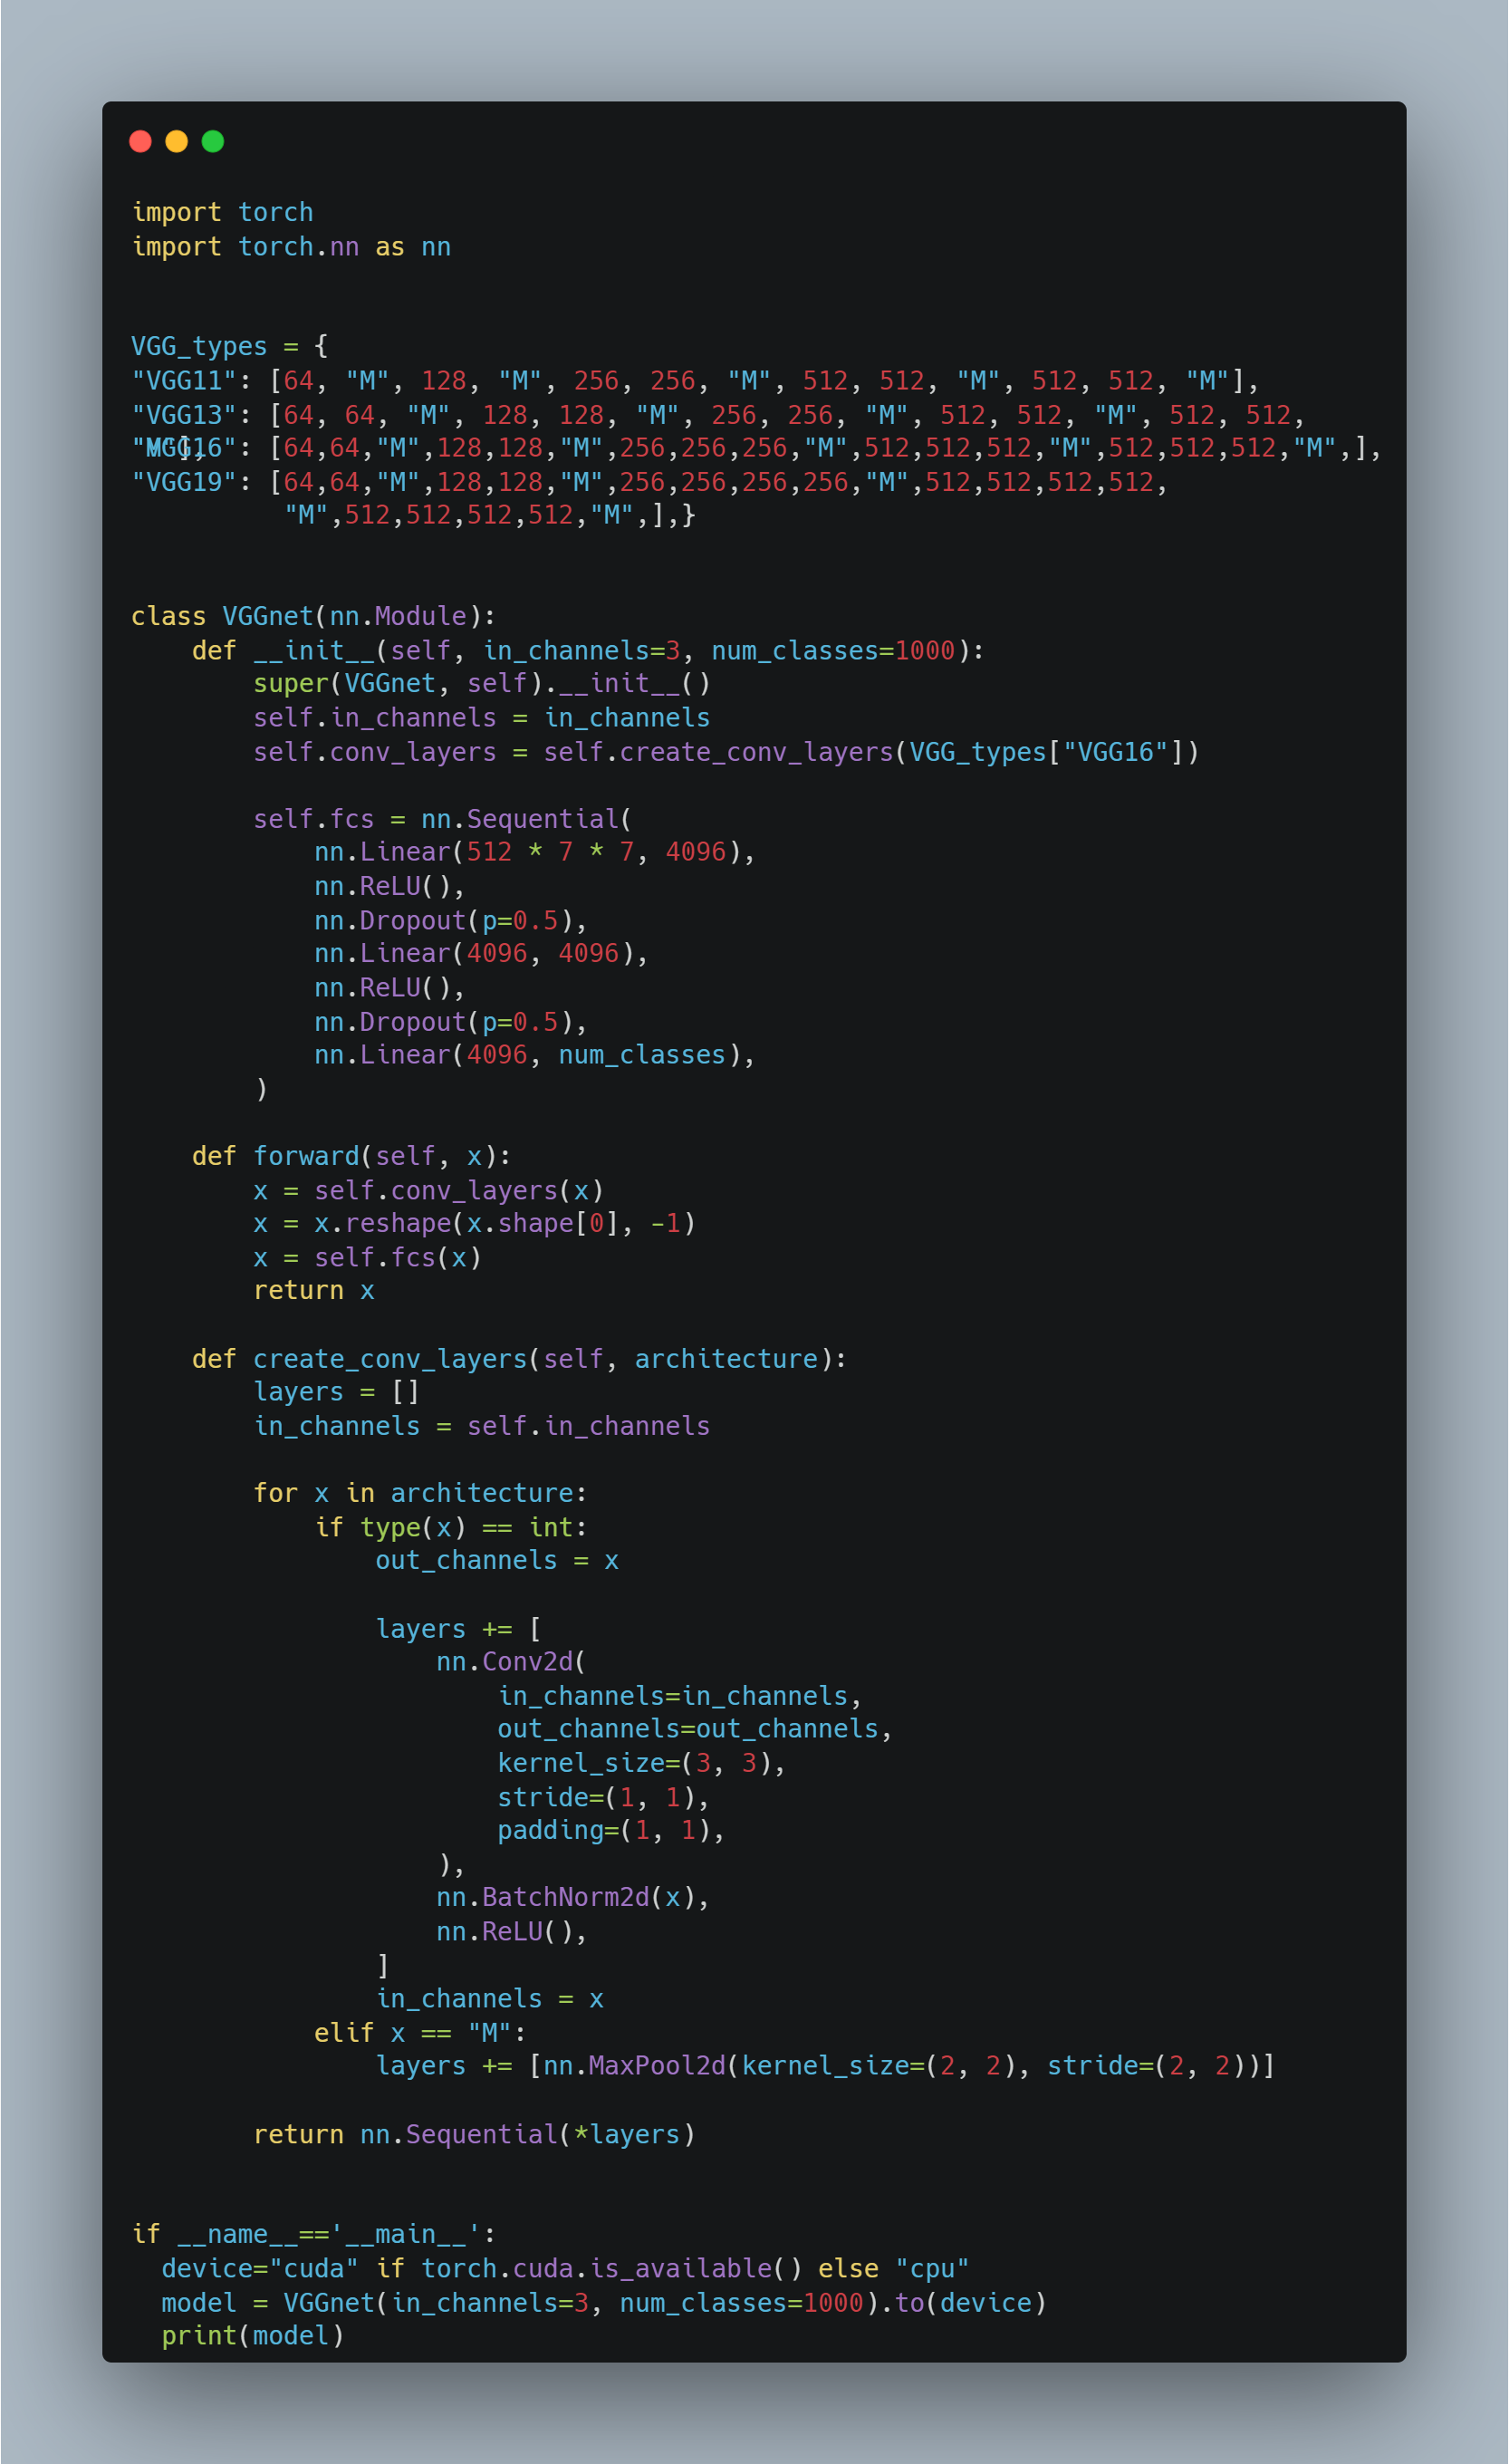 import torch
import torch.nn as nn
VGG_types = {
"VGG11": [64, "M", 128, "M", 256, 256, "M", 512, 512, "M", 512, 512, "M"],
"VGG13": [64, 64, "M", 128, 128, "M", 256, 256, "M", 512, 512, "M", 512, 512,
"M"],
"VGG16": [64,64,"M",128,128,"M",256,256,256,"M",512,512,512,"M",512,512,512,"M",],
"VGG19": [64,64,"M",128,128,"M",256,256,256,256,"M",512,512,512,512,
          "M",512,512,512,512,"M",],}
class VGGnet(nn.Module):
    def __init__(self, in_channels=3, num_classes=1000):
        super(VGGnet, self).__init__()
        self.in_channels = in_channels
        self.conv_layers = self.create_conv_layers(VGG_types["VGG16"])
        self.fcs = nn.Sequential(
            nn.Linear(512 * 7 * 7, 4096),
            nn.ReLU(),
            nn.Dropout(p=0.5),
            nn.Linear(4096, 4096),
            nn.ReLU(),
            nn.Dropout(p=0.5),
            nn.Linear(4096, num_classes),
        )
    def forward(self, x):
        x = self.conv_layers(x)
        x = x.reshape(x.shape[0], -1)
        x = self.fcs(x)
        return x
    def create_conv_layers(self, architecture):
        layers = []
        in_channels = self.in_channels
        for x in architecture:
            if type(x) == int:
                out_channels = x
                layers += [
                    nn.Conv2d(
                        in_channels=in_channels,
                        out_channels=out_channels,
                        kernel_size=(3, 3),
                        stride=(1, 1),
                        padding=(1, 1),
                    ),
                    nn.BatchNorm2d(x),
                    nn.ReLU(),
                ]
                in_channels = x
            elif x == "M":
                layers += [nn.MaxPool2d(kernel_size=(2, 2), stride=(2, 2))]
        return nn.Sequential(*layers)
if __name__=='__main__':
  device="cuda" if torch.cuda.is_available() else "cpu"
  model = VGGnet(in_channels=3, num_classes=1000).to(device)
  print(model)